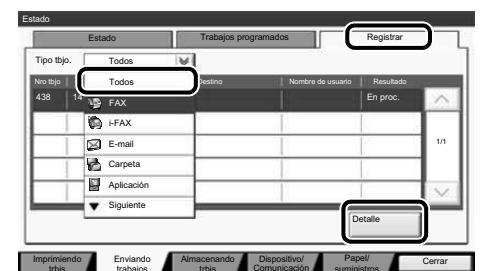 Estado
Estado Trabajos programados Registrar
Tipo tbjo. Todos
Nro tbjo Destino Nombre de usuario Resultado
Todos
438 14 En proc.
FAX
i-FAX
E-mail 1/1
Carpeta
Aplicación
Siguiente
Detalle
Imprimiendo trbjs Enviando trabajos Almacenando trbjs Dispositivo/ Comunicación Papel/ suministros Cerrar